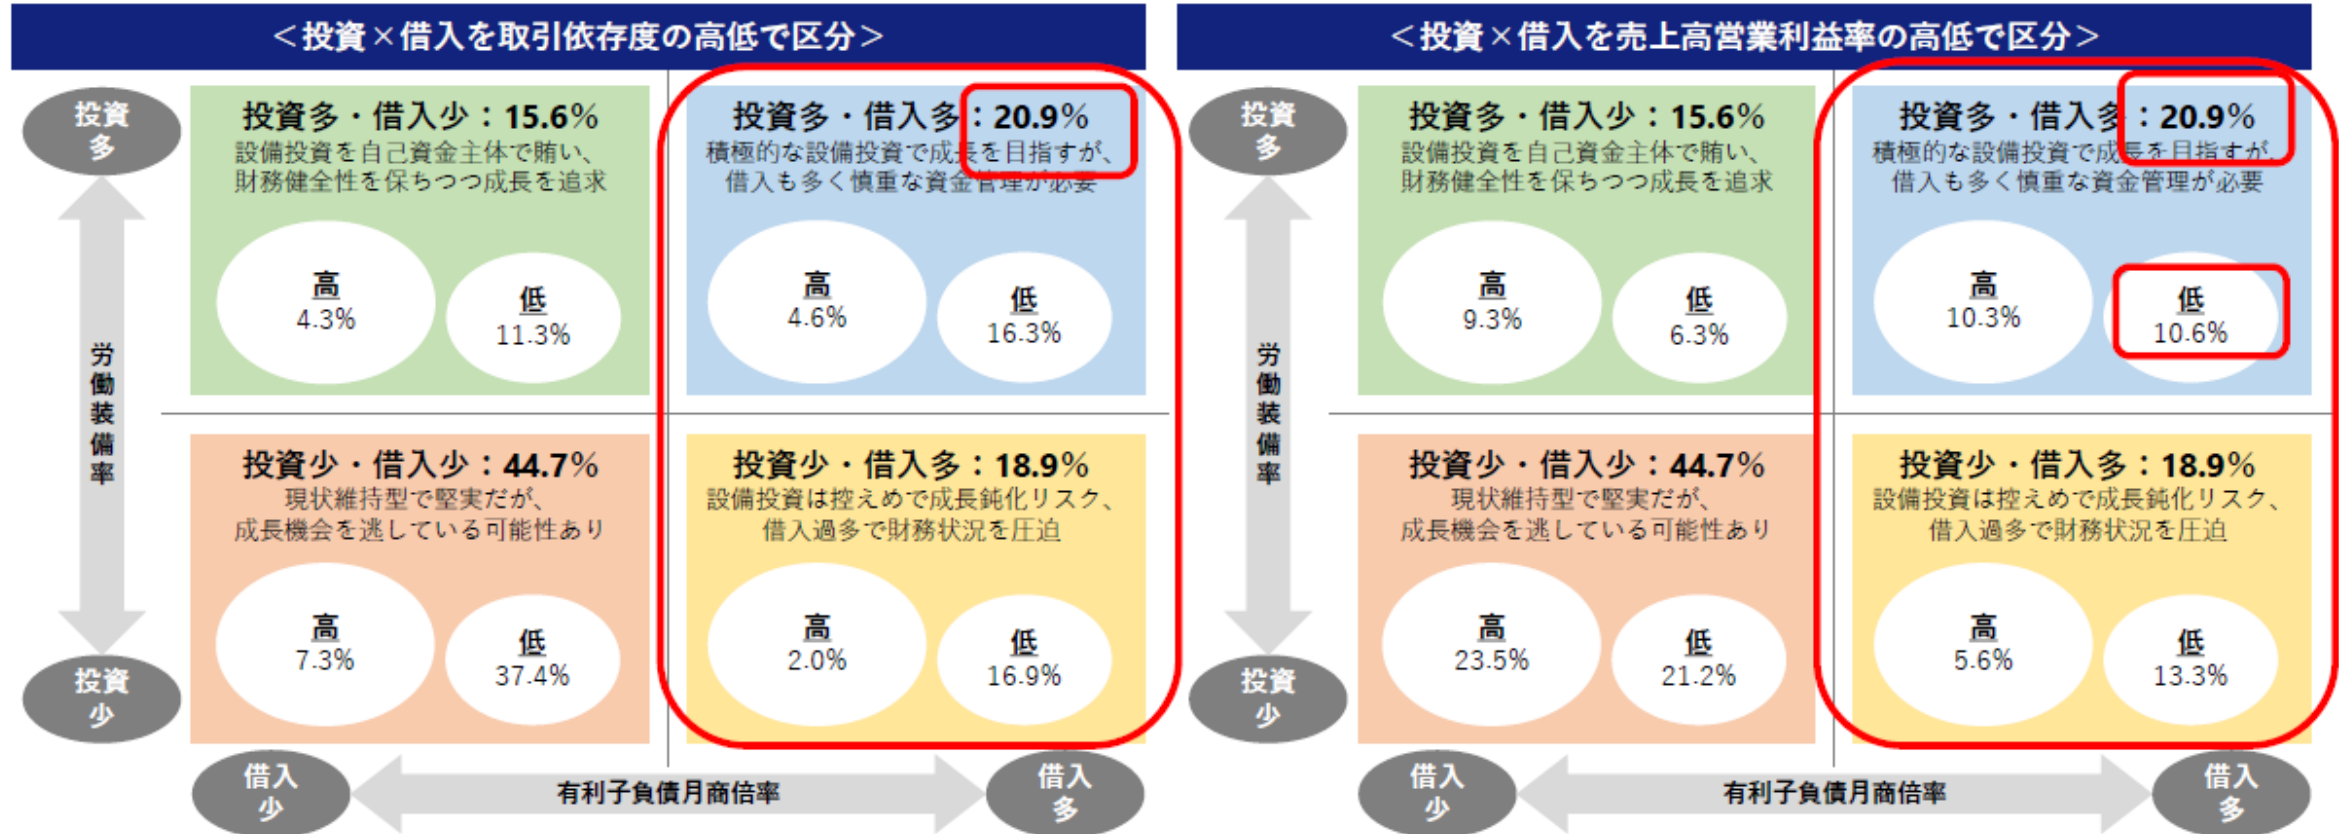 ＜投資×借入を取引依存度の高低で区分＞
投資
多
労
働
装
備
率
投資
少
投資多・借入少：15.6%
設備投資を自己資金主体で賄い、
財務健全性を保ちつつ成長を追求
高
4.3%
低
11.3%
投資多・借入多：20.9%
積極的な設備投資で成長を目指すが、
借入も多く慎重な資金管理が必要
高
4.6%
低
16.3%
投資少・借入少：44.7%
現状維持型で堅実だが、
成長機会を逃している可能性あり
高
7.3%
低
37.4%
投資少・借入多：18.9%
設備投資は控えめで成長鈍化リスク、
借入過多で財務状況を圧迫
高
2.0%
低
16.9%
借入
少
有利子負債月商倍率
借入
多
＜投資×借入を売上高営業利益率の高低で区分＞
投資
多
労
働
装
備
率
投資
少
投資多・借入少：15.6%
設備投資を自己資金主体で賄い、
財務健全性を保ちつつ成長を追求
高
9.3%
低
6.3%
投資多・借入多：20.9%
積極的な設備投資で成長を目指すが、
借入も多く慎重な資金管理が必要
高
10.3%
低
10.6%
投資少・借入少：44.7%
現状維持型で堅実だが、
成長機会を逃している可能性あり
高
23.5%
低
21.2%
投資少・借入多：18.9%
設備投資は控えめで成長鈍化リスク、
借入過多で財務状況を圧迫
高
5.6%
低
13.3%
借入
少
有利子負債月商倍率
借入
多